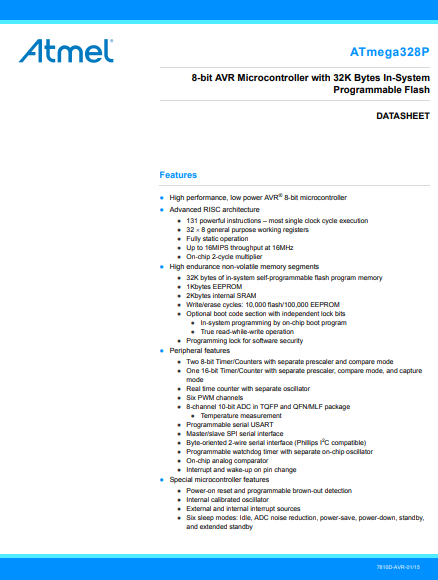 Atmel
ATmega328P
8-bit AVR Microcontroller with 32K Bytes In-System
Programmable Flash
DATASHEET
Features
● High performance, low power AVR® 8-bit microcontroller
● Advanced RISC architecture
● 131 powerful instructions – most single clock cycle execution
● 32 × 8 general purpose working registers
● Fully static operation
● Up to 16MIPS throughput at 16MHz
● On-chip 2-cycle multiplier
● High endurance non-volatile memory segments
● 32K bytes of in-system self-programmable flash program memory
● 1Kbytes EEPROM
● 2Kbytes internal SRAM
● Write/erase cycles: 10,000 flash/100,000 EEPROM
● Optional boot code section with independent lock bits
● In-system programming by on-chip boot program
● True read-while-write operation
● Programming lock for software security
● Peripheral features
● Two 8-bit Timer/Counters with separate prescaler and compare mode
● One 16-bit Timer/Counter with separate prescaler, compare mode, and capture
mode
● Real time counter with separate oscillator
● Six PWM channels
● 8-channel 10-bit ADC in TQFP and QFN/MLF package
● Temperature measurement
● Programmable serial USART
● Master/slave SPI serial interface
● Byte-oriented 2-wire serial interface (Phillips I²C compatible)
● Programmable watchdog timer with separate on-chip oscillator
● On-chip analog comparator
● Interrupt and wake-up on pin change
● Special microcontroller features
● Power-on reset and programmable brown-out detection
● Internal calibrated oscillator
● External and internal interrupt sources
● Six sleep modes: Idle, ADC noise reduction, power-save, power-down, standby,
and extended standby
7810D-AVR-01/15